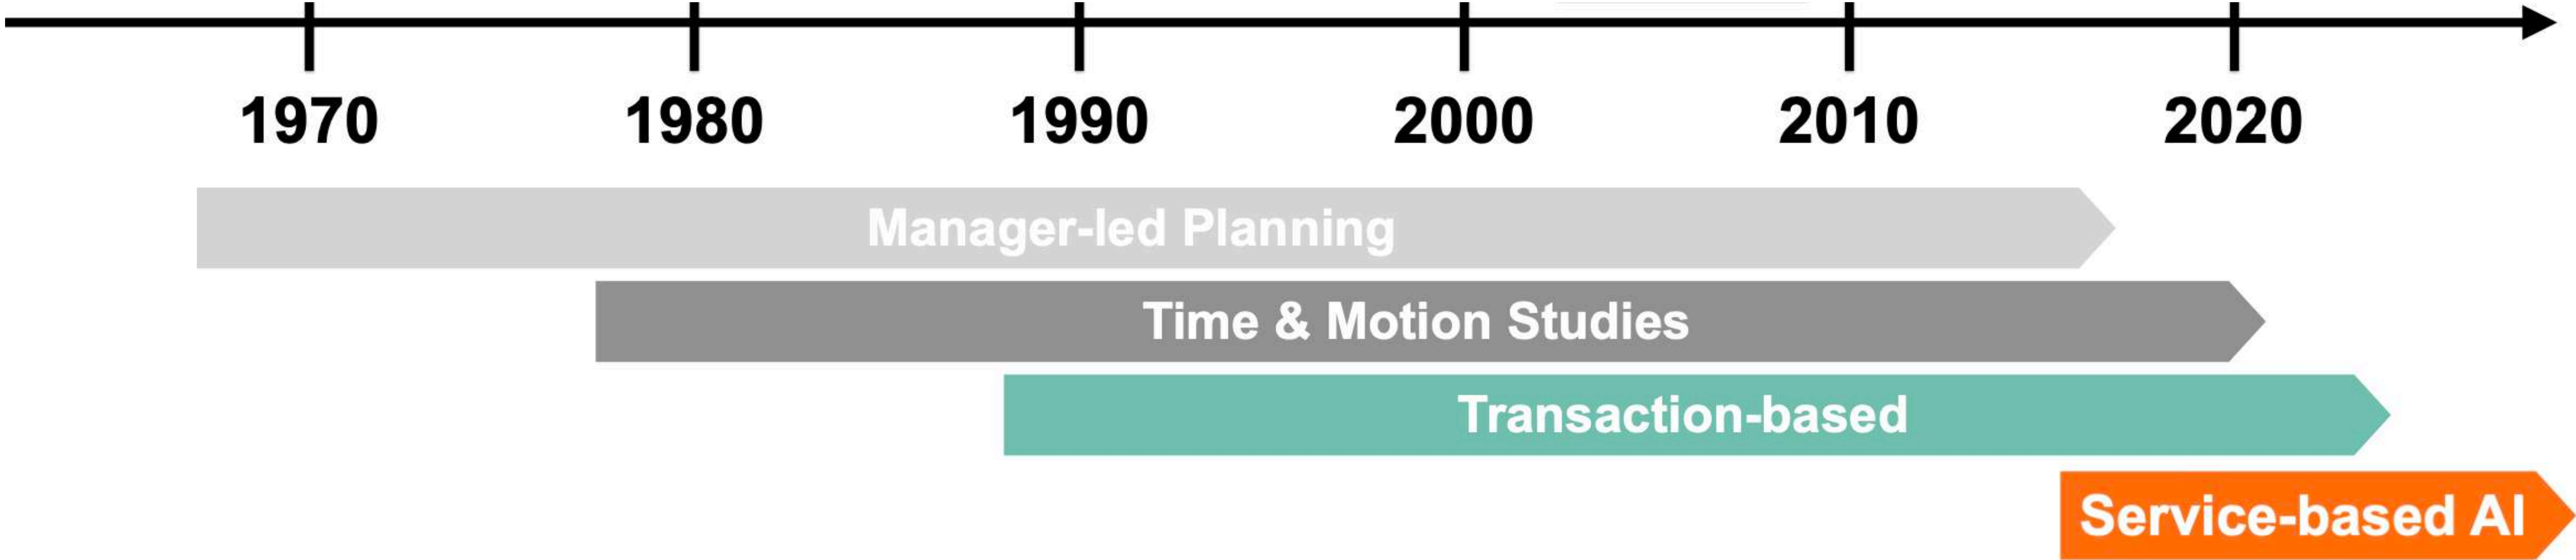 1970 1980 1990 2000 2010 2020
Manager-led Planning
Time & Motion Studies
Transaction-based
Service-based AI